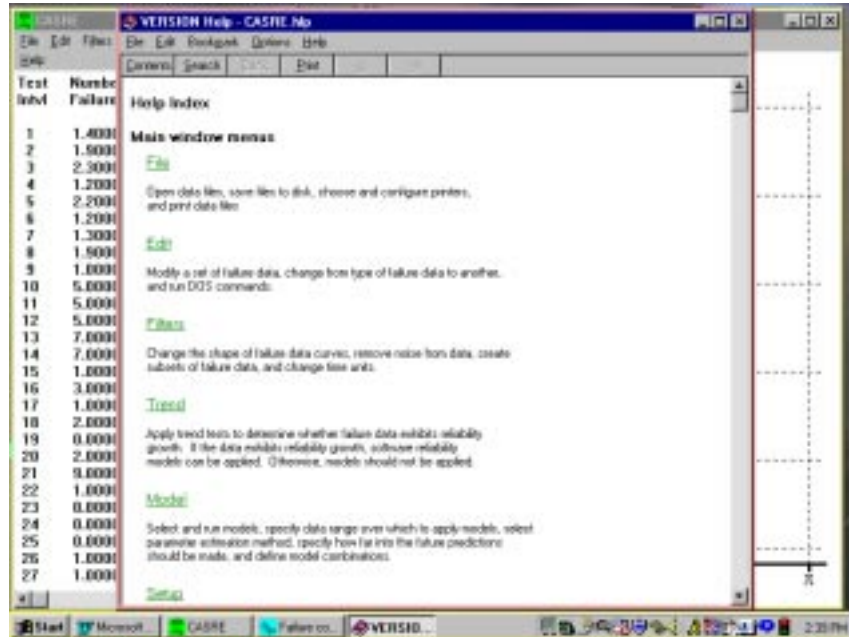 CASRE
VERSION Help - CASRE.hlp
File Edit Filters
File Edit Bookmark Options Help
Help
Contents Search Print
Test Numbe
Intvl Failure
Help Index
Main window menus
File
Open data files, save files to disk, choose and configure printers,
and print data files
Edit
Modify a set of failure data, change from type of failure data to another,
and run DOS commands.
Filters
Change the shape of failure data curves, remove noise from data, create
subsets of failure data, and change time units.
Trend
Apply trend tests to determine whether failure data exhibits reliability
growth. If the data exhibits reliability growth, software reliability
models can be applied. Otherwise, models should not be applied.
Model
Select and run models, specify data range over which to apply models, select
parameter estimation method, specify how far into the future predictions
should be made, and define model combinations.
Setup
1 1.4000
2 1.9000
3 2.3000
4 1.2000
5 2.2000
6 1.2000
7 1.3000
8 1.9000
9 1.0000
10 5.0000
11 5.0000
12 5.0000
13 7.0000
14 7.0000
15 1.0000
16 3.0000
17 1.0000
18 2.0000
19 0.0000
20 2.0000
21 9.0000
22 1.0000
23 0.0000
24 0.0000
25 0.0000
26 1.0000
27 1.0000
Start Microsoft... CASRE Failure co... VERSIO... 2:35 PM